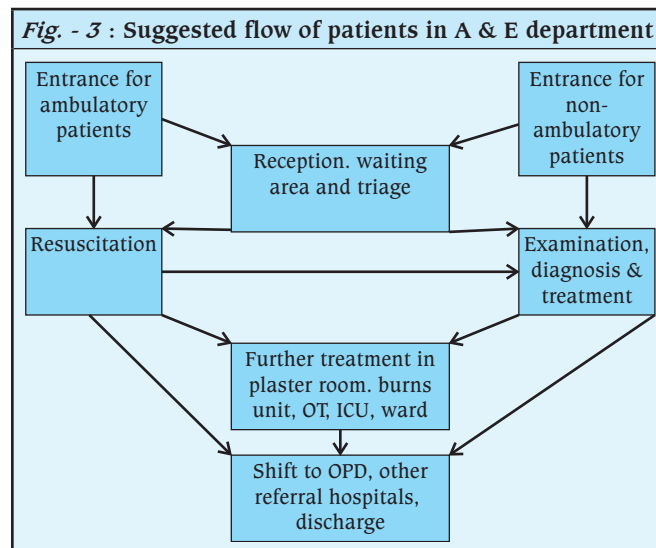 Fig. - 3 : Suggested flow of patients in A & E department
Entrance for
ambulatory
patients
Entrance for
non-
ambulatory
patients
Reception. waiting
area and triage
Resuscitation
Examination,
diagnosis &
treatment
Further treatment in
plaster room. burns
unit, OT, ICU, ward
Shift to OPD, other
referral hospitals,
discharge